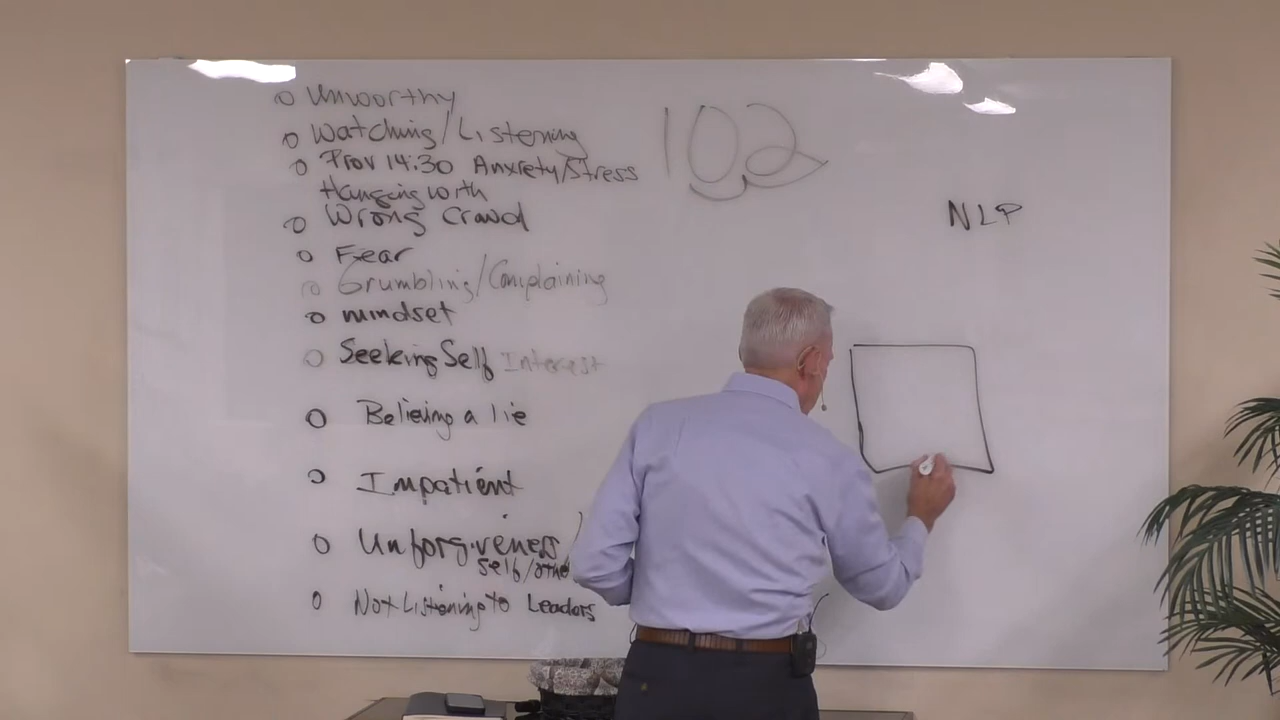 Unworthy
Watching/Listening
Prov 14:30 Anxiety/Stress
Hanging with
Wrong Crowd
Fear
Grumbling/Complaining
mindset
Seeking Self Interest
Believing a lie
Impatient
Unforgiveness/
Self/othe
Not Listening to Leaders
102
NLP